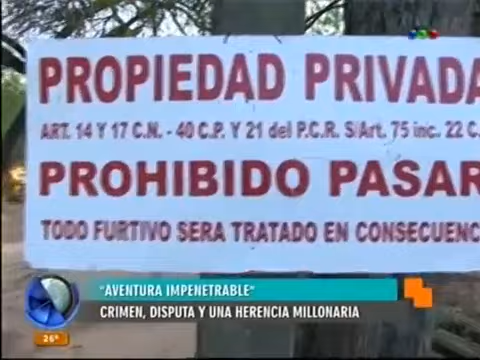 PROPIEDAD PRIVADA
ART. 14 Y 17 C.N. - 40 C.P. Y 21 del P.C.R. S/Art. 75 inc. 22 C.
PROHIBIDO PASAR
TODO FURTIVO SERA TRATADO EN CONSECUENC
"AVENTURA IMPENETRABLE"
CRIMEN, DISPUTA Y UNA HERENCIA MILLONARIA
26°